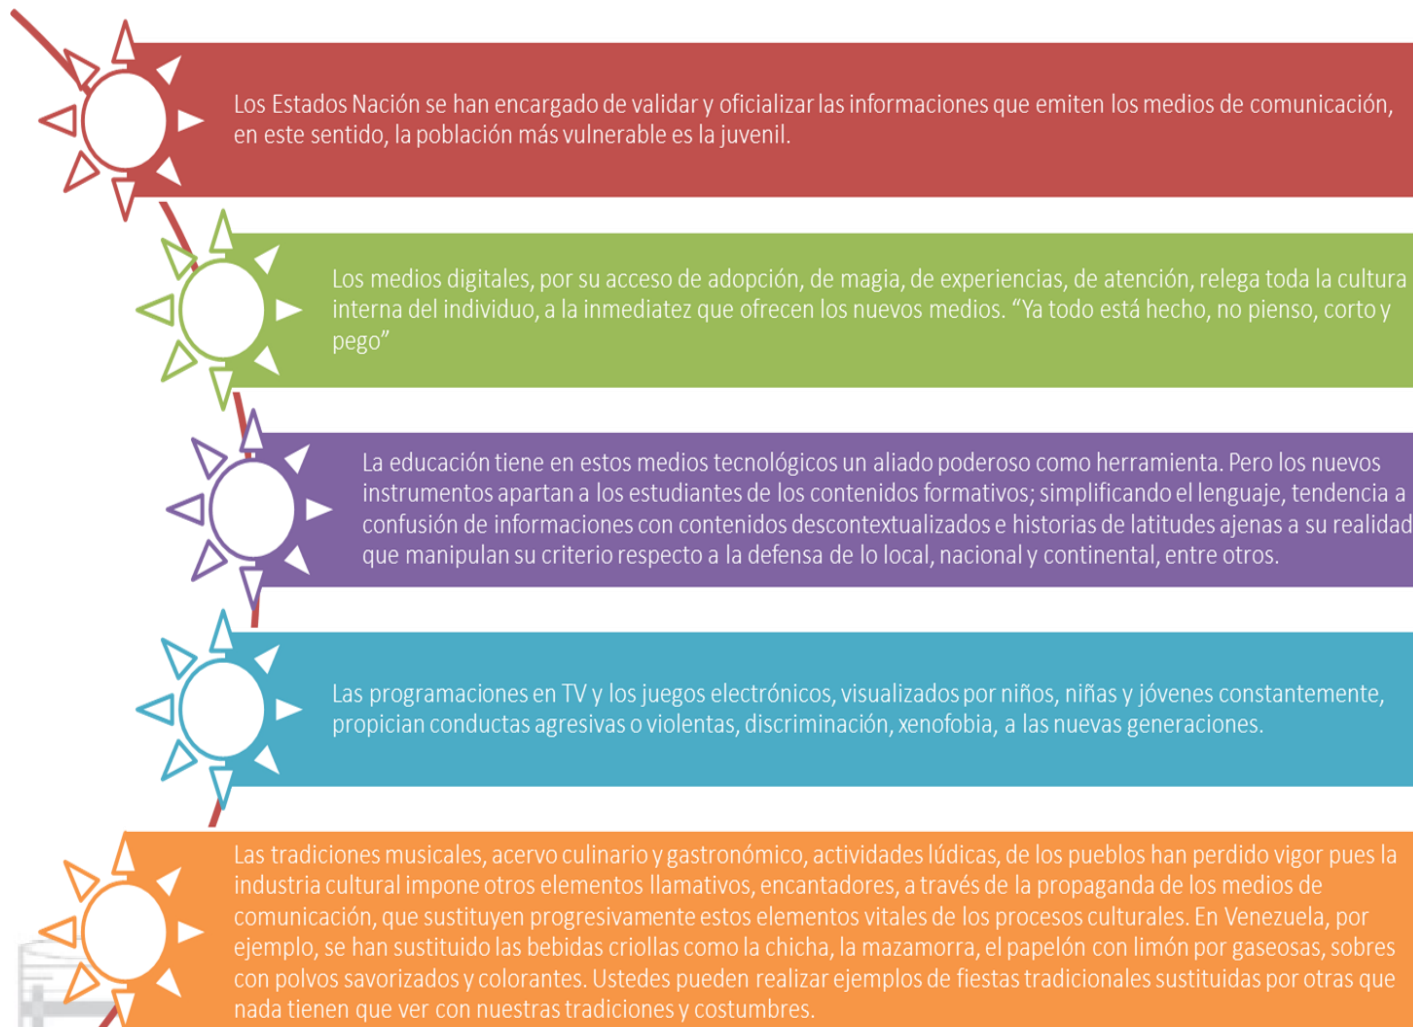 Los Estados Nación se han encargado de validar y oficializar las informaciones que emiten los medios de comunicación,
en este sentido, la población más vulnerable es la juvenil.
Los medios digitales, por su acceso de adopción, de magia, de experiencias, de atención, relega toda la cultura
interna del individuo, a la inmediatez que ofrecen los nuevos medios. “Ya todo está hecho, no pienso, corto y
pego”
La educación tiene en estos medios tecnológicos un aliado poderoso como herramienta. Pero los nuevos
instrumentos apartan a los estudiantes de los contenidos formativos; simplificando el lenguaje, tendencia a
confusión de informaciones con contenidos descontextualizados e historias de latitudes ajenas a su realidad
que manipulan su criterio respecto a la defensa de lo local, nacional y continental, entre otros.
Las programaciones en TV y los juegos electrónicos, visualizados por niños, niñas y jóvenes constantemente,
propician conductas agresivas o violentas, discriminación, xenofobia, a las nuevas generaciones.
Las tradiciones musicales, acervo culinario y gastronómico, actividades lúdicas, de los pueblos han perdido vigor pues la
industria cultural impone otros elementos llamativos, encantadores, a través de la propaganda de los medios de
comunicación, que sustituyen progresivamente estos elementos vitales de los procesos culturales. En Venezuela, por
ejemplo, se han sustituido las bebidas criollas como la chicha, la mazamorra, el papelón con limón por gaseosas, sobres
con polvos savorizados y colorantes. Ustedes pueden realizar ejemplos de fiestas tradicionales sustituidas por otras que
nada tienen que ver con nuestras tradiciones y costumbres.